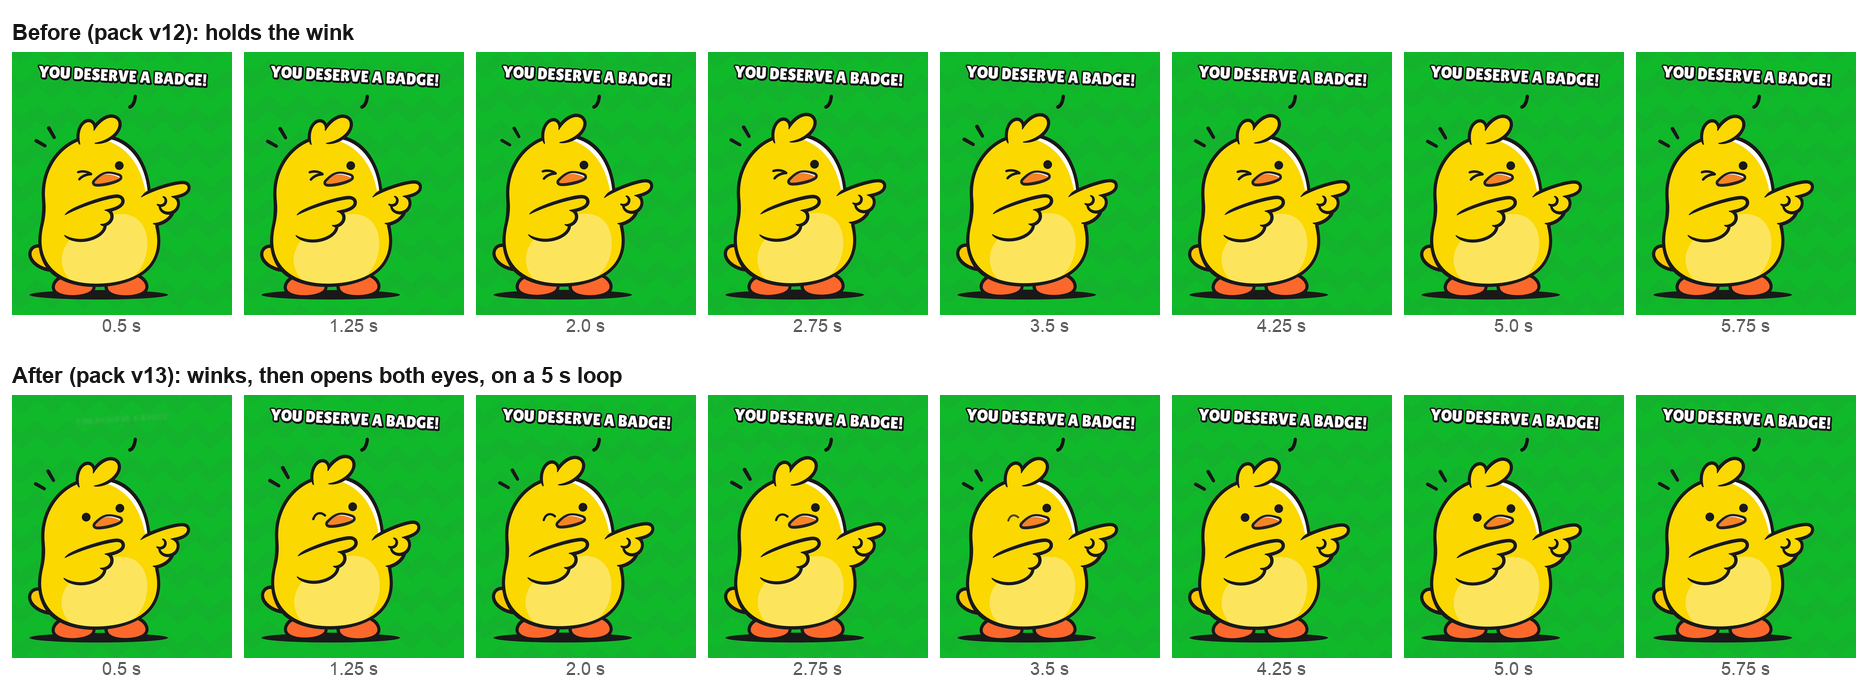 Before (pack v12): holds the wink
YOU DESERVE A BADGE! YOU DESERVE A BADGE! YOU DESERVE A BADGE! YOU DESERVE A BADGE! YOU DESERVE A BADGE! YOU DESERVE A BADGE! YOU DESERVE A BADGE! YOU DESERVE A BADGE!
0.5 s 1.25 s 2.0 s 2.75 s 3.5 s 4.25 s 5.0 s 5.75 s
After (pack v13): winks, then opens both eyes, on a 5 s loop
YOU DESERVE A BADGE! YOU DESERVE A BADGE! YOU DESERVE A BADGE! YOU DESERVE A BADGE! YOU DESERVE A BADGE! YOU DESERVE A BADGE! YOU DESERVE A BADGE!
0.5 s 1.25 s 2.0 s 2.75 s 3.5 s 4.25 s 5.0 s 5.75 s